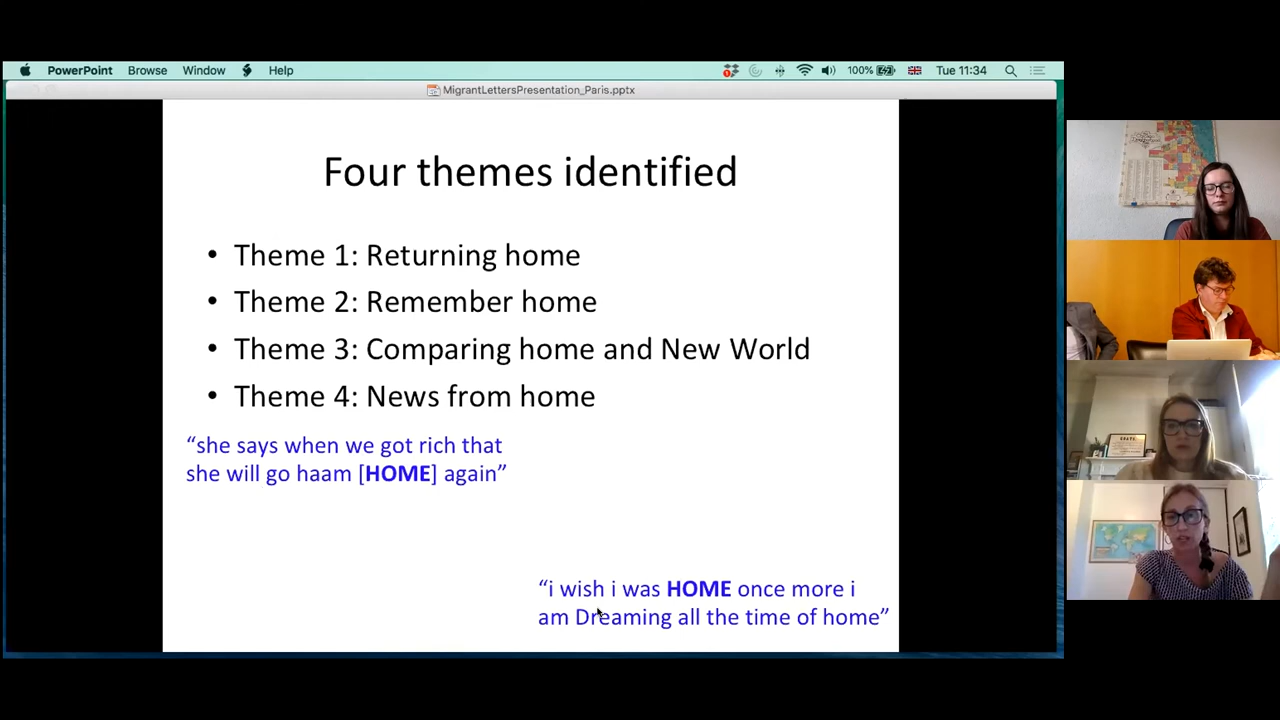 PowerPoint Browse Window Help 100% Tue 11:34
MigrantLettersPresentation_Paris.pptx
Four themes identified
• Theme 1: Returning home
• Theme 2: Remember home
• Theme 3: Comparing home and New World
• Theme 4: News from home
“she says when we got rich that
she will go haam [HOME] again”
“i wish i was HOME once more i
am Dreaming all the time of home”